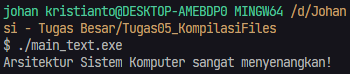 johan kristianto@DESKTOP-AMEBDP0 MINGW64 /d/Johan
si - Tugas Besar/Tugas05_KompilasiFiles
$ ./main_text.exe
Arsitektur Sistem Komputer sangat menyenangkan!